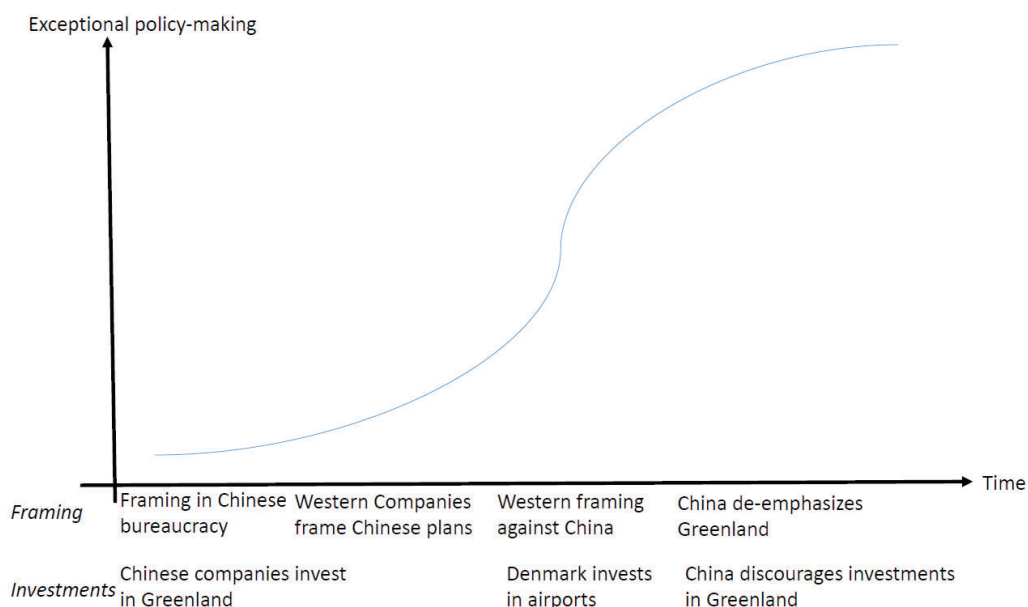 Exceptional policy-making
Time
Framing
Framing in Chinese
bureaucracy
Western Companies
frame Chinese plans
Western framing
against China
China de-emphasizes
Greenland
Investments
Chinese companies invest
in Greenland
Denmark invests
in airports
China discourages investments
in Greenland